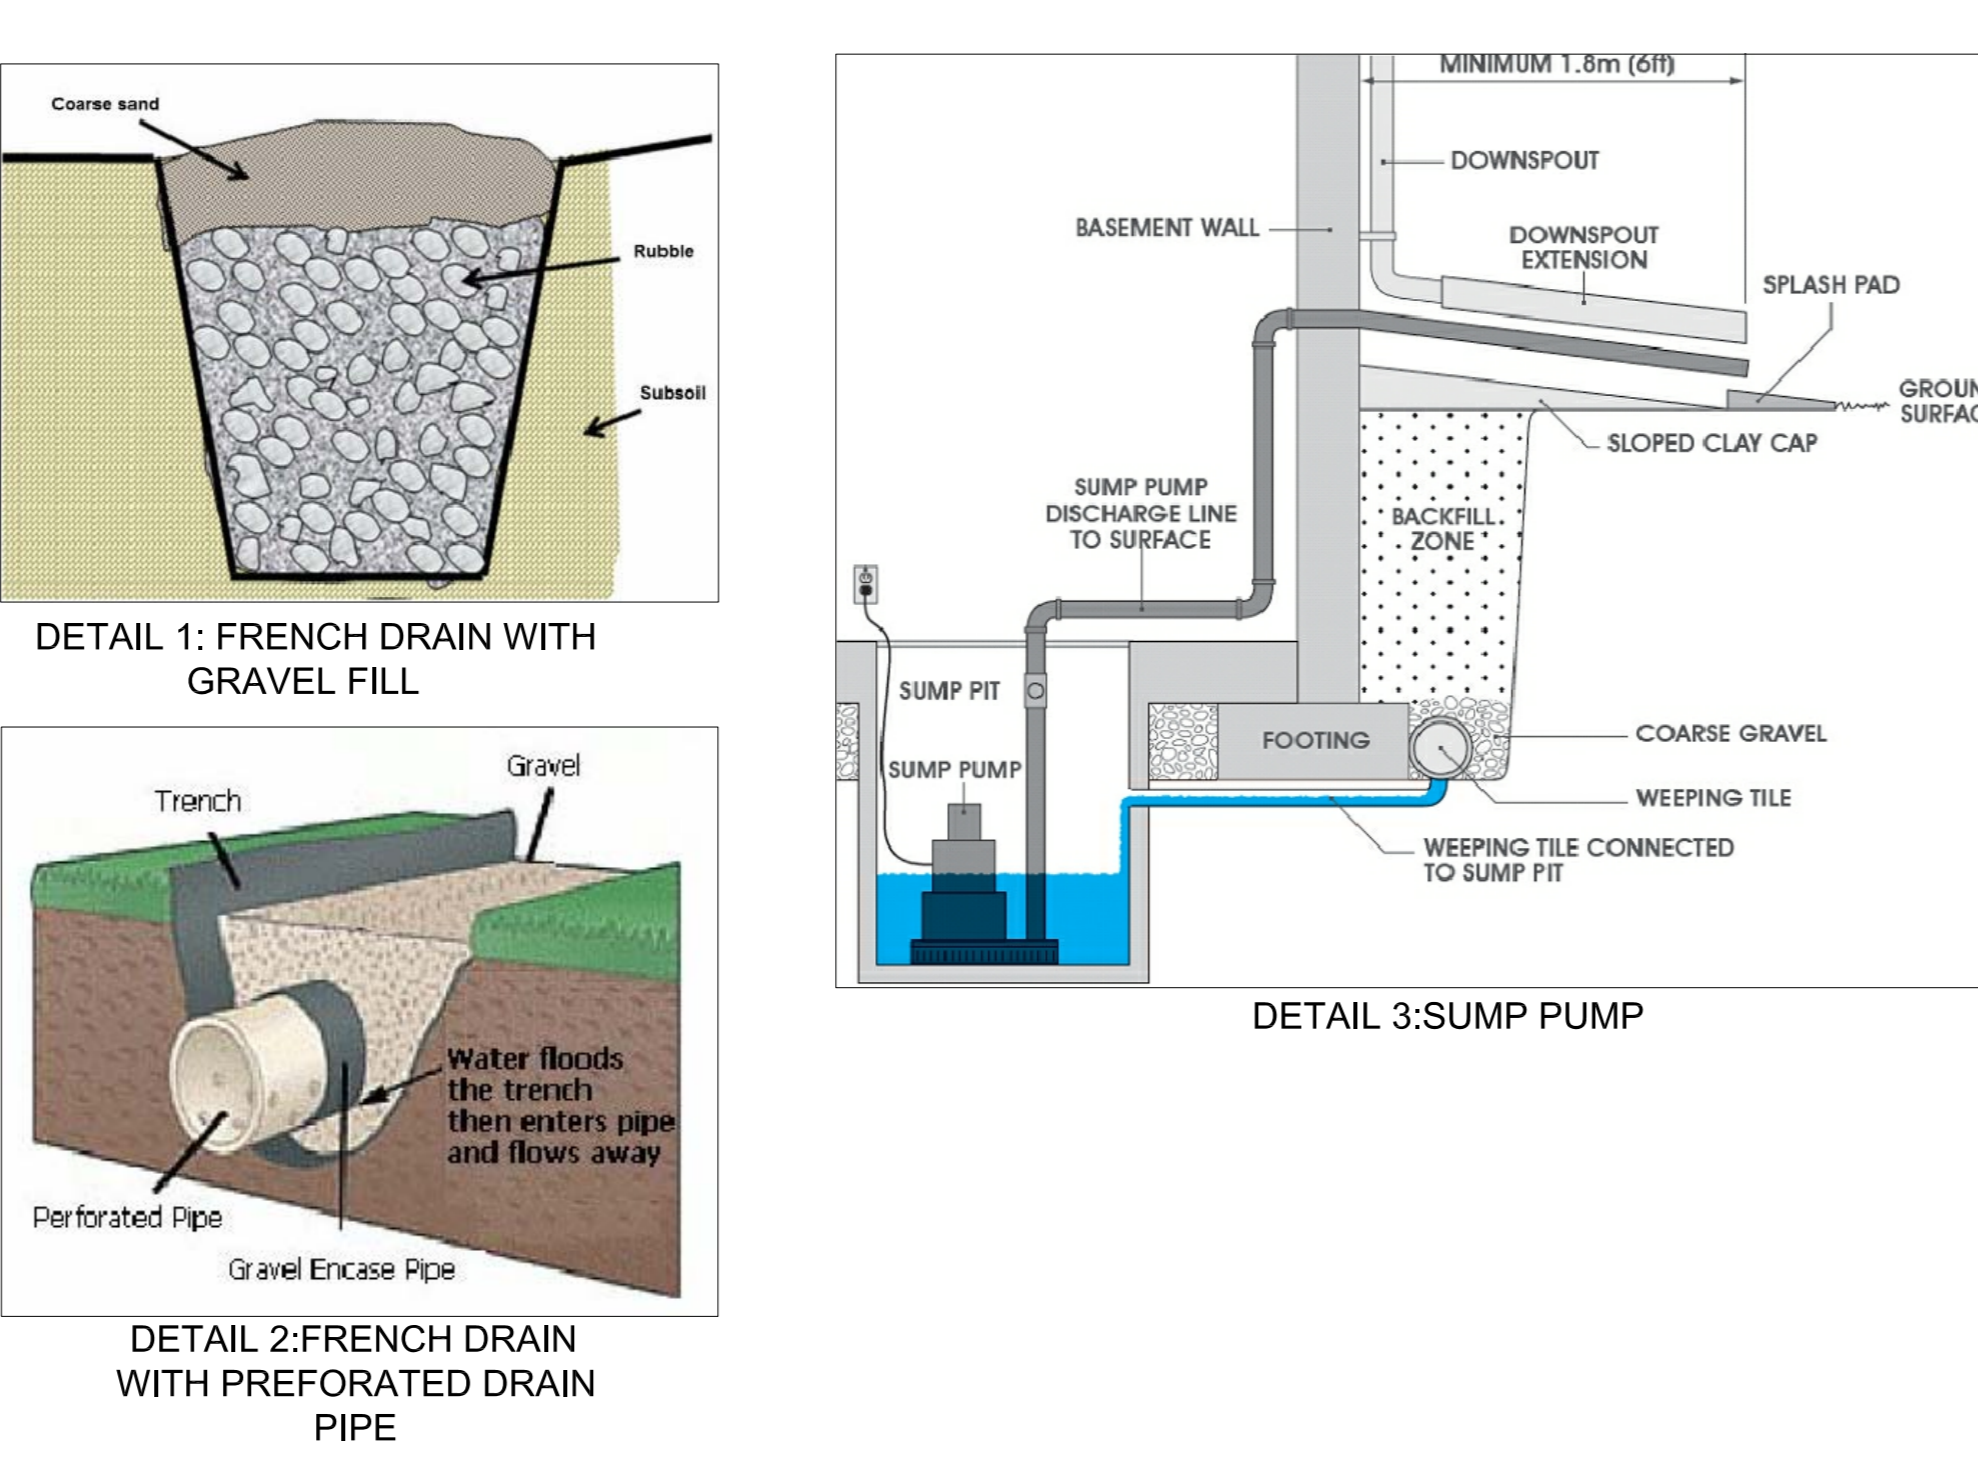 Coarse sand
Rubble
Subsoil
DETAIL 1: FRENCH DRAIN WITH
GRAVEL FILL
Gravel
Trench
Water floods
the trench
then enters pipe
and flows away
Perforated Pipe
Gravel Encase Pipe
DETAIL 2:FRENCH DRAIN
WITH PREFORATED DRAIN
PIPE
MINIMUM 1.8m (6ft)
DOWNSPOUT
BASEMENT WALL
DOWNSPOUT
EXTENSION
SPLASH PAD
GROUN
SURFAC
SLOPED CLAY CAP
SUMP PUMP
DISCHARGE LINE
TO SURFACE
BACKFILL
ZONE
SUMP PIT
FOOTING
COARSE GRAVEL
SUMP PUMP
WEEPING TILE
WEEPING TILE CONNECTED
TO SUMP PIT
DETAIL 3:SUMP PUMP